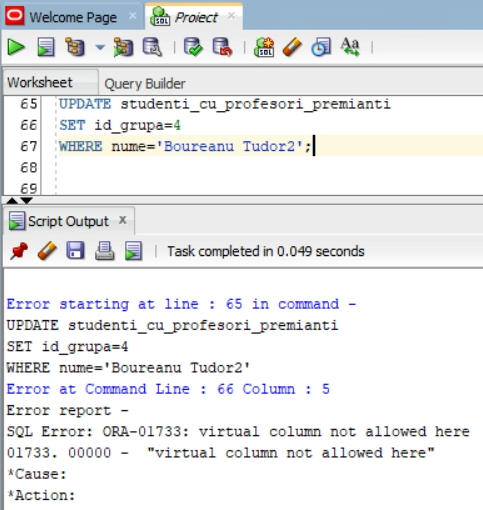 Welcome Page
Proiect
Worksheet
Query Builder
65 UPDATE studenti_cu_profesori_premianti
66 SET id_grupa=4
67 WHERE nume='Boureanu Tudor2';
68
69
Script Output
Task completed in 0.049 seconds
Error starting at line : 65 in command -
UPDATE studenti_cu_profesori_premianti
SET id_grupa=4
WHERE nume='Boureanu Tudor2'
Error at Command Line : 66 Column : 5
Error report -
SQL Error: ORA-01733: virtual column not allowed here
01733. 00000 - "virtual column not allowed here"
*Cause:
*Action: